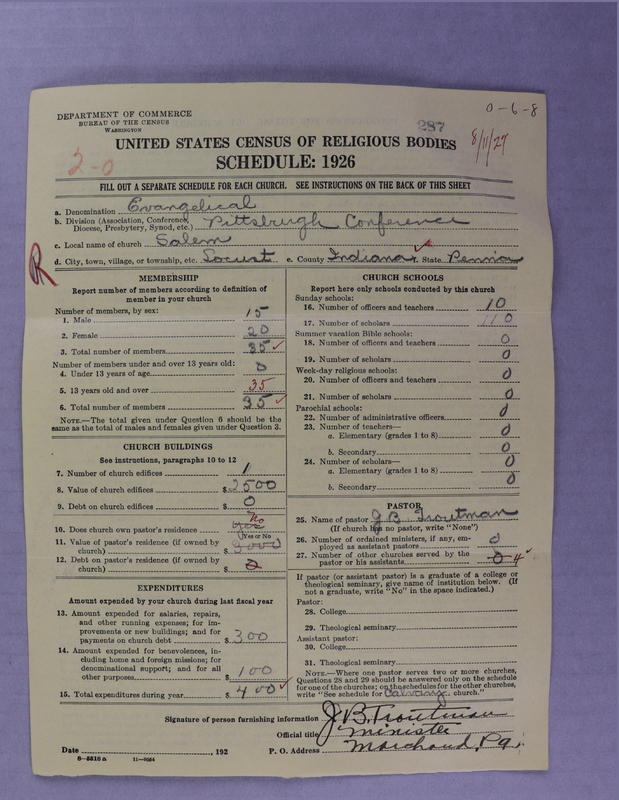 DEPARTMENT OF COMMERCE
BUREAU OF THE CENSUS
WASHINGTON
0-6-8
287
8/11/27
2-0
UNITED STATES CENSUS OF RELIGIOUS BODIES
SCHEDULE: 1926
FILL OUT A SEPARATE SCHEDULE FOR EACH CHURCH. SEE INSTRUCTIONS ON THE BACK OF THIS SHEET
a. Denomination Evangelical
b. Division (Association, Conference, Diocese, Presbytery, Synod, etc.) Pittsburgh Conference
c. Local name of church Salem
d. City, town, village, or township, etc. Locust e. County Indiana f. State Penna
R
MEMBERSHIP
Report number of members according to definition of
member in your church
Number of members, by sex:
1. Male 15
2. Female 20
3. Total number of members 35 ✓
Number of members under and over 13 years old:
4. Under 13 years of age 0
5. 13 years old and over 35
6. Total number of members 35 ✓
NOTE.—The total given under Question 6 should be the
same as the total of males and females given under Question 3.
CHURCH BUILDINGS
See instructions, paragraphs 10 to 12
7. Number of church edifices 1
8. Value of church edifices $ 2500
9. Debt on church edifices $ 0
10. Does church own pastor's residence yes No
Yes or No
11. Value of pastor's residence (if owned by
church) $
12. Debt on pastor's residence (if owned by
church) $ 0
EXPENDITURES
Amount expended by your church during last fiscal year
13. Amount expended for salaries, repairs,
and other running expenses; for im-
provements or new buildings; and for
payments on church debt $ 300
14. Amount expended for benevolences, in-
cluding home and foreign missions; for
denominational support; and for all
other purposes $ 100
15. Total expenditures during year $ 400 ✓
CHURCH SCHOOLS
Report here only schools conducted by this church
Sunday schools:
16. Number of officers and teachers 10
17. Number of scholars 110
Summer vacation Bible schools:
18. Number of officers and teachers 0
19. Number of scholars 0
Week-day religious schools:
20. Number of officers and teachers 0
21. Number of scholars 0
Parochial schools:
22. Number of administrative officers 0
23. Number of teachers—
a. Elementary (grades 1 to 8) 0
b. Secondary 0
24. Number of scholars—
a. Elementary (grades 1 to 8) 0
b. Secondary 0
PASTOR
25. Name of pastor J B Troutman
(If church has no pastor, write "None")
26. Number of ordained ministers, if any, em-
ployed as assistant pastors 0
27. Number of other churches served by the
pastor or his assistants 0 4 ✓
If pastor (or assistant pastor) is a graduate of a college or
theological seminary, give name of institution below. (If
not a graduate, write "No" in the space indicated.)
Pastor:
28. College
29. Theological seminary
Assistant pastor:
30. College
31. Theological seminary
NOTE.—Where one pastor serves two or more churches,
Questions 28 and 29 should be answered only on the schedule
for one of the churches; on the schedules for the other churches,
write "See schedule for Calvary church."
Signature of person furnishing information J. B. Troutman
Official title Minister
Date , 192 P. O. Address Marchand, Pa.
8-5516a 11-9054